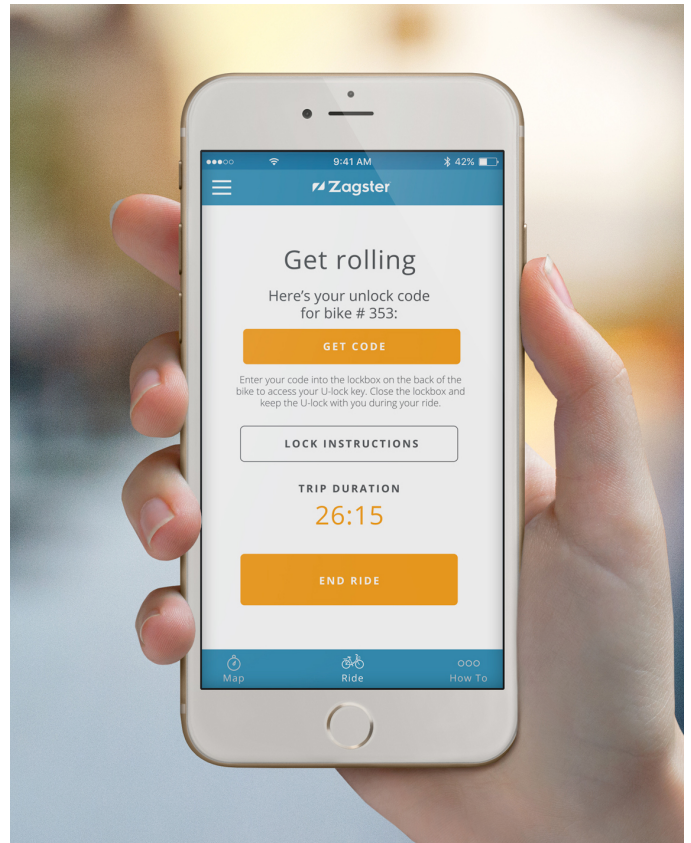 9:41 AM
42%
Zagster
Get rolling
Here's your unlock code
for bike # 353:
GET CODE
Enter your code into the lockbox on the back of the
bike to access your U-lock key. Close the lockbox and
keep the U-lock with you during your ride.
LOCK INSTRUCTIONS
TRIP DURATION
26:15
END RIDE
Map
Ride
How To